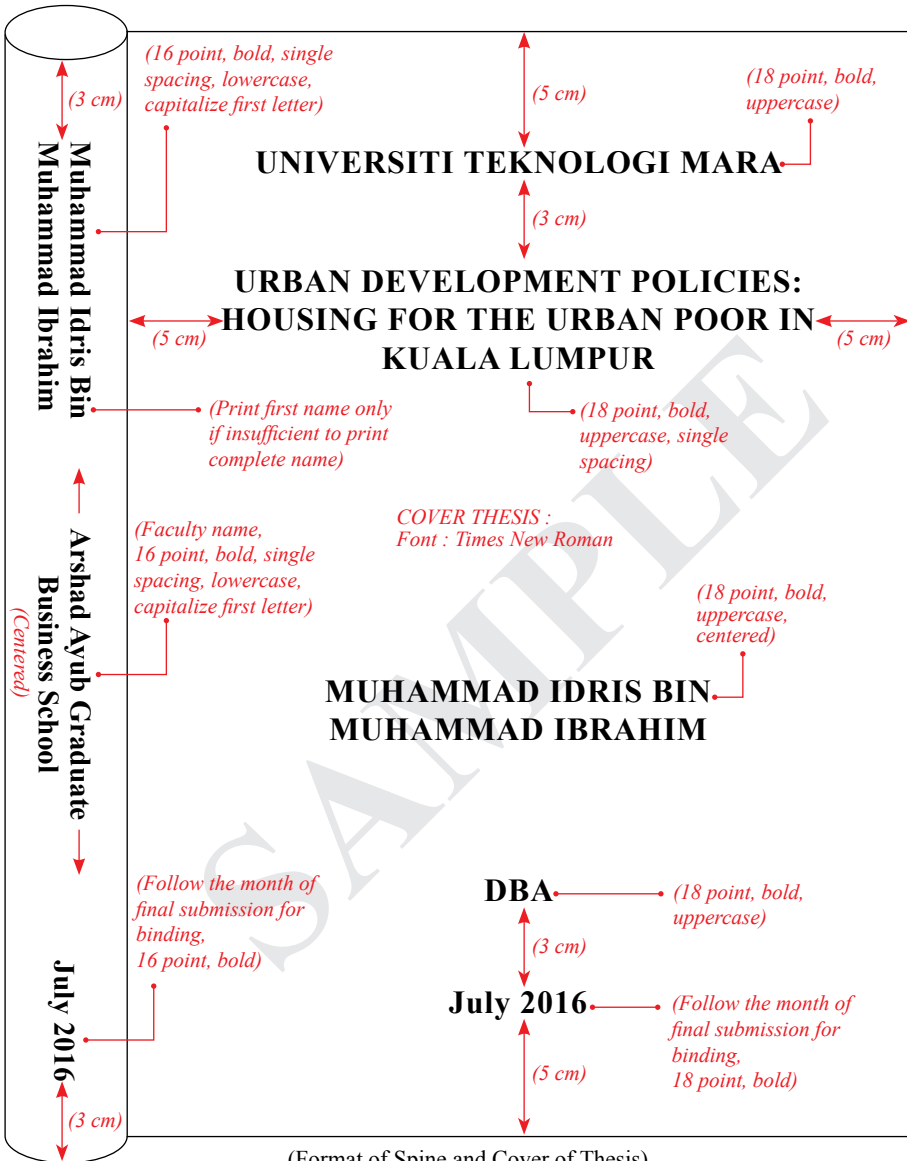 (16 point, bold, single
spacing, lowercase,
capitalize first letter)
(3 cm)
Muhammad Idris Bin
Muhammad Ibrahim
(Print first name only
if insufficient to print
complete name)
(Faculty name,
16 point, bold, single
spacing, lowercase,
capitalize first letter)
Arshad Ayub Graduate
Business School
(Centered)
(Follow the month of
final submission for
binding,
16 point, bold)
July 2016
(3 cm)
(5 cm)
(18 point, bold,
uppercase)
UNIVERSITI TEKNOLOGI MARA
(3 cm)
URBAN DEVELOPMENT POLICIES:
HOUSING FOR THE URBAN POOR IN
KUALA LUMPUR
(5 cm)
(5 cm)
(18 point, bold,
uppercase, single
spacing)
COVER THESIS :
Font : Times New Roman
(18 point, bold,
uppercase,
centered)
MUHAMMAD IDRIS BIN
MUHAMMAD IBRAHIM
SAMPLE
DBA
(18 point, bold,
uppercase)
(3 cm)
July 2016
(Follow the month of
final submission for
binding,
18 point, bold)
(5 cm)
(Format of Spine and Cover of Thesis)